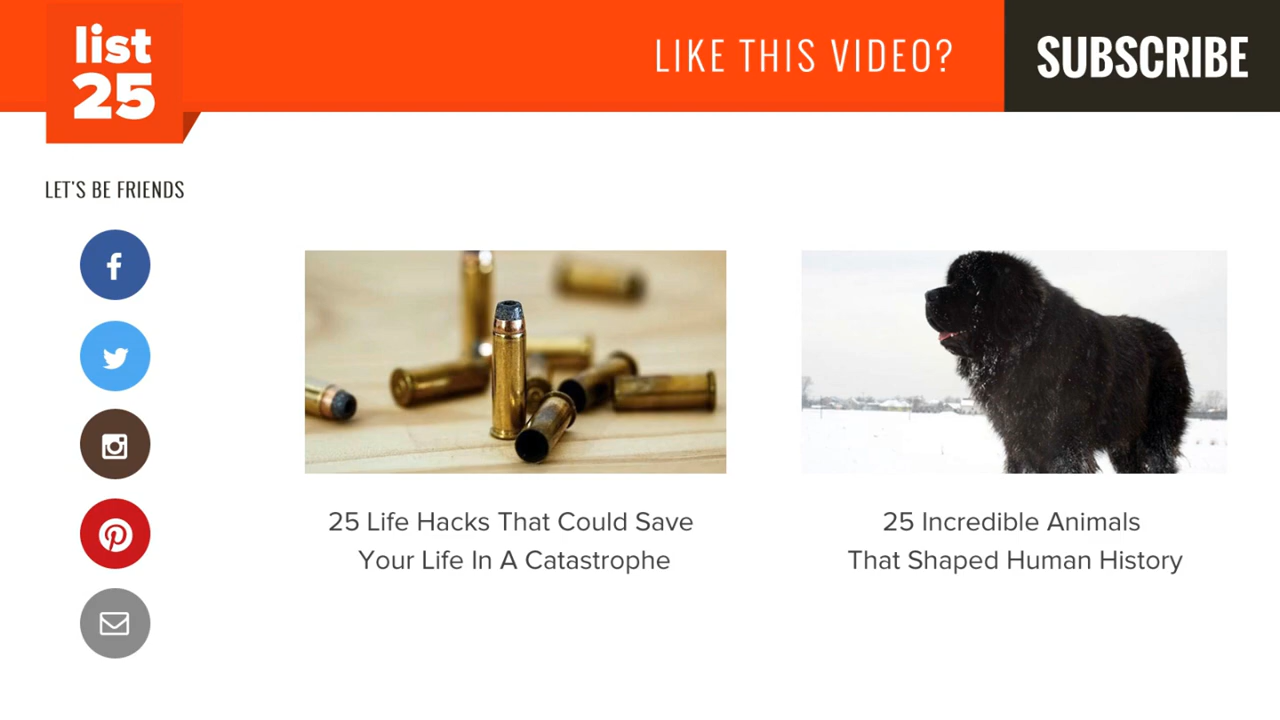 list
25
LIKE THIS VIDEO?
SUBSCRIBE
LET'S BE FRIENDS
25 Life Hacks That Could Save
Your Life In A Catastrophe
25 Incredible Animals
That Shaped Human History